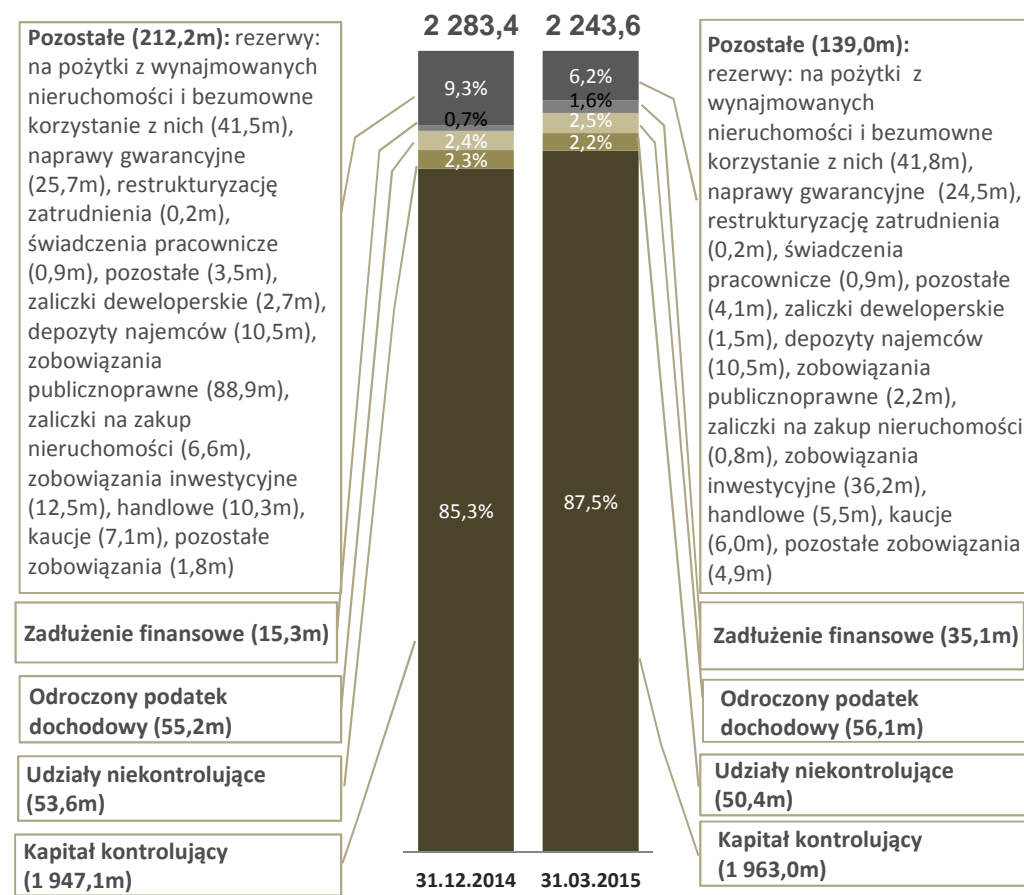 Pozostałe (212,2m): rezerwy:
na pożytki z wynajmowanych
nieruchomości i bezumowne
korzystanie z nich (41,5m),
naprawy gwarancyjne
(25,7m), restrukturyzację
zatrudnienia (0,2m),
świadczenia pracownicze
(0,9m), pozostałe (3,5m),
zaliczki deweloperskie (2,7m),
depozyty najemców (10,5m),
zobowiązania
publicznoprawne (88,9m),
zaliczki na zakup
nieruchomości (6,6m),
zobowiązania inwestycyjne
(12,5m), handlowe (10,3m),
kaucje (7,1m), pozostałe
zobowiązania (1,8m)
Zadłużenie finansowe (15,3m)
Odroczony podatek
dochodowy (55,2m)
Udziały niekontrolujące
(53,6m)
Kapitał kontrolujący
(1 947,1m)
2 283,4
9,3%
0,7%
2,4%
2,3%
85,3%
31.12.2014
2 243,6
6,2%
1,6%
2,5%
2,2%
87,5%
31.03.2015
Pozostałe (139,0m):
rezerwy: na pożytki z
wynajmowanych
nieruchomości i bezumowne
korzystanie z nich (41,8m),
naprawy gwarancyjne (24,5m),
restrukturyzację zatrudnienia
(0,2m), świadczenia
pracownicze (0,9m), pozostałe
(4,1m), zaliczki deweloperskie
(1,5m), depozyty najemców
(10,5m), zobowiązania
publicznoprawne (2,2m),
zaliczki na zakup nieruchomości
(0,8m), zobowiązania
inwestycyjne (36,2m),
handlowe (5,5m), kaucje
(6,0m), pozostałe zobowiązania
(4,9m)
Zadłużenie finansowe (35,1m)
Odroczony podatek
dochodowy (56,1m)
Udziały niekontrolujące
(50,4m)
Kapitał kontrolujący
(1 963,0m)